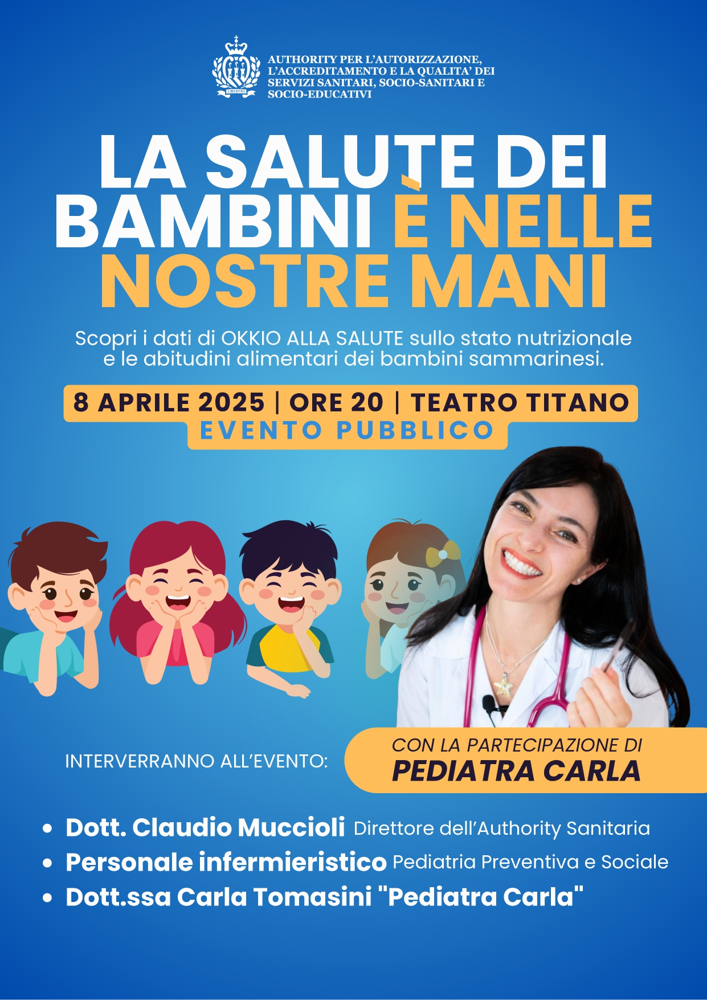 AUTHORITY PER L'AUTORIZZAZIONE,
L'ACCREDITAMENTO E LA QUALITA' DEI
SERVIZI SANITARI, SOCIO-SANITARI E
SOCIO-EDUCATIVI
LIBERTAS
LA SALUTE DEI
BAMBINI È NELLE
NOSTRE MANI
Scopri i dati di OKKIO ALLA SALUTE sullo stato nutrizionale
e le abitudini alimentari dei bambini sammarinesi.
8 APRILE 2025 | ORE 20 | TEATRO TITANO
EVENTO PUBBLICO
CON LA PARTECIPAZIONE DI
PEDIATRA CARLA
INTERVERRANNO ALL'EVENTO:
• Dott. Claudio Muccioli Direttore dell'Authority Sanitaria
• Personale infermieristico Pediatria Preventiva e Sociale
• Dott.ssa Carla Tomasini "Pediatra Carla"